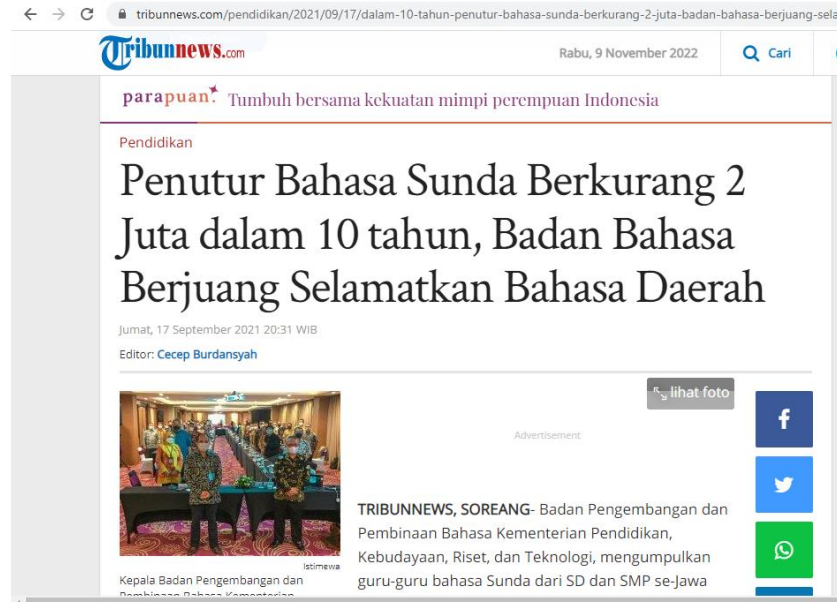 tribunnews.com/pendidikan/2021/09/17/dalam-10-tahun-penutur-bahasa-sunda-berkurang-2-juta-badan-bahasa-berjuang-sela
Tribunnews.com
Rabu, 9 November 2022
Cari
parapuan. Tumbuh bersama kekuatan mimpi perempuan Indonesia
Pendidikan
Penutur Bahasa Sunda Berkurang 2
Juta dalam 10 tahun, Badan Bahasa
Berjuang Selamatkan Bahasa Daerah
Jumat, 17 September 2021 20:31 WIB
Editor: Cecep Burdansyah
lihat foto
Advertisement
Istimewa
Kepala Badan Pengembangan dan
Pembinaan Bahasa Kementerian
TRIBUNNEWS, SOREANG- Badan Pengembangan dan
Pembinaan Bahasa Kementerian Pendidikan,
Kebudayaan, Riset, dan Teknologi, mengumpulkan
guru-guru bahasa Sunda dari SD dan SMP se-Jawa